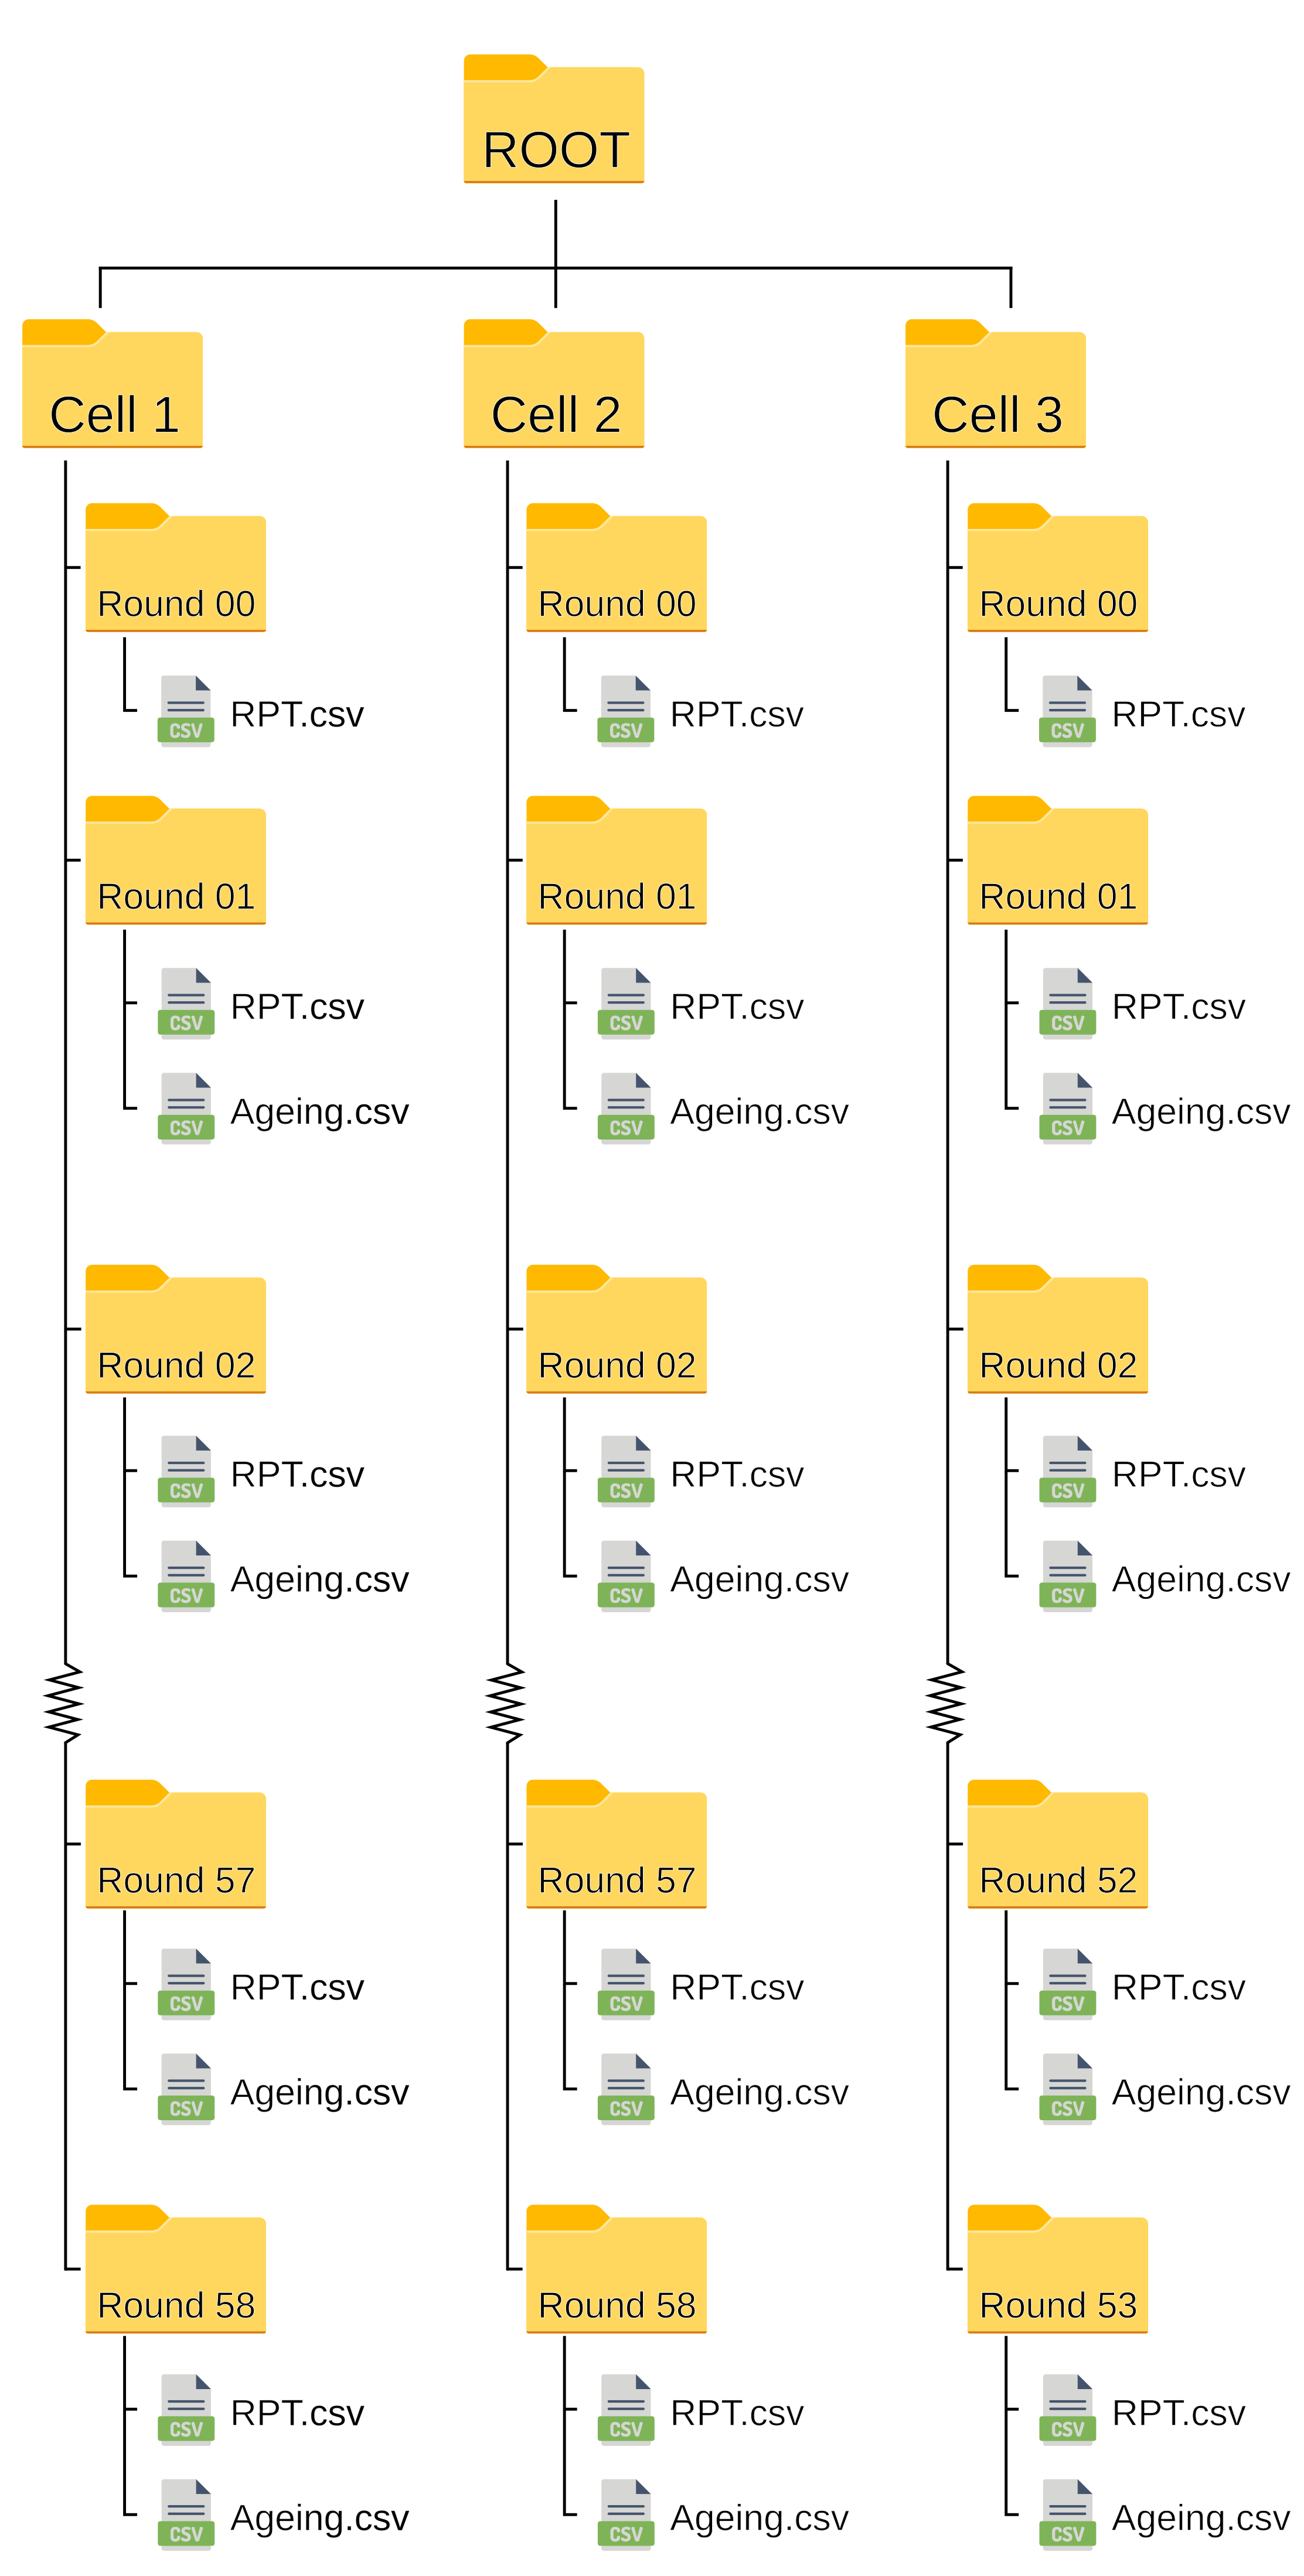 ROOT
Cell 1 Cell 2 Cell 3
Round 00 Round 00 Round 00
CSV RPT.csv CSV RPT.csv CSV RPT.csv
Round 01 Round 01 Round 01
CSV RPT.csv CSV RPT.csv CSV RPT.csv
CSV Ageing.csv CSV Ageing.csv CSV Ageing.csv
Round 02 Round 02 Round 02
CSV RPT.csv CSV RPT.csv CSV RPT.csv
CSV Ageing.csv CSV Ageing.csv CSV Ageing.csv
Round 57 Round 57 Round 52
CSV RPT.csv CSV RPT.csv CSV RPT.csv
CSV Ageing.csv CSV Ageing.csv CSV Ageing.csv
Round 58 Round 58 Round 53
CSV RPT.csv CSV RPT.csv CSV RPT.csv
CSV Ageing.csv CSV Ageing.csv CSV Ageing.csv